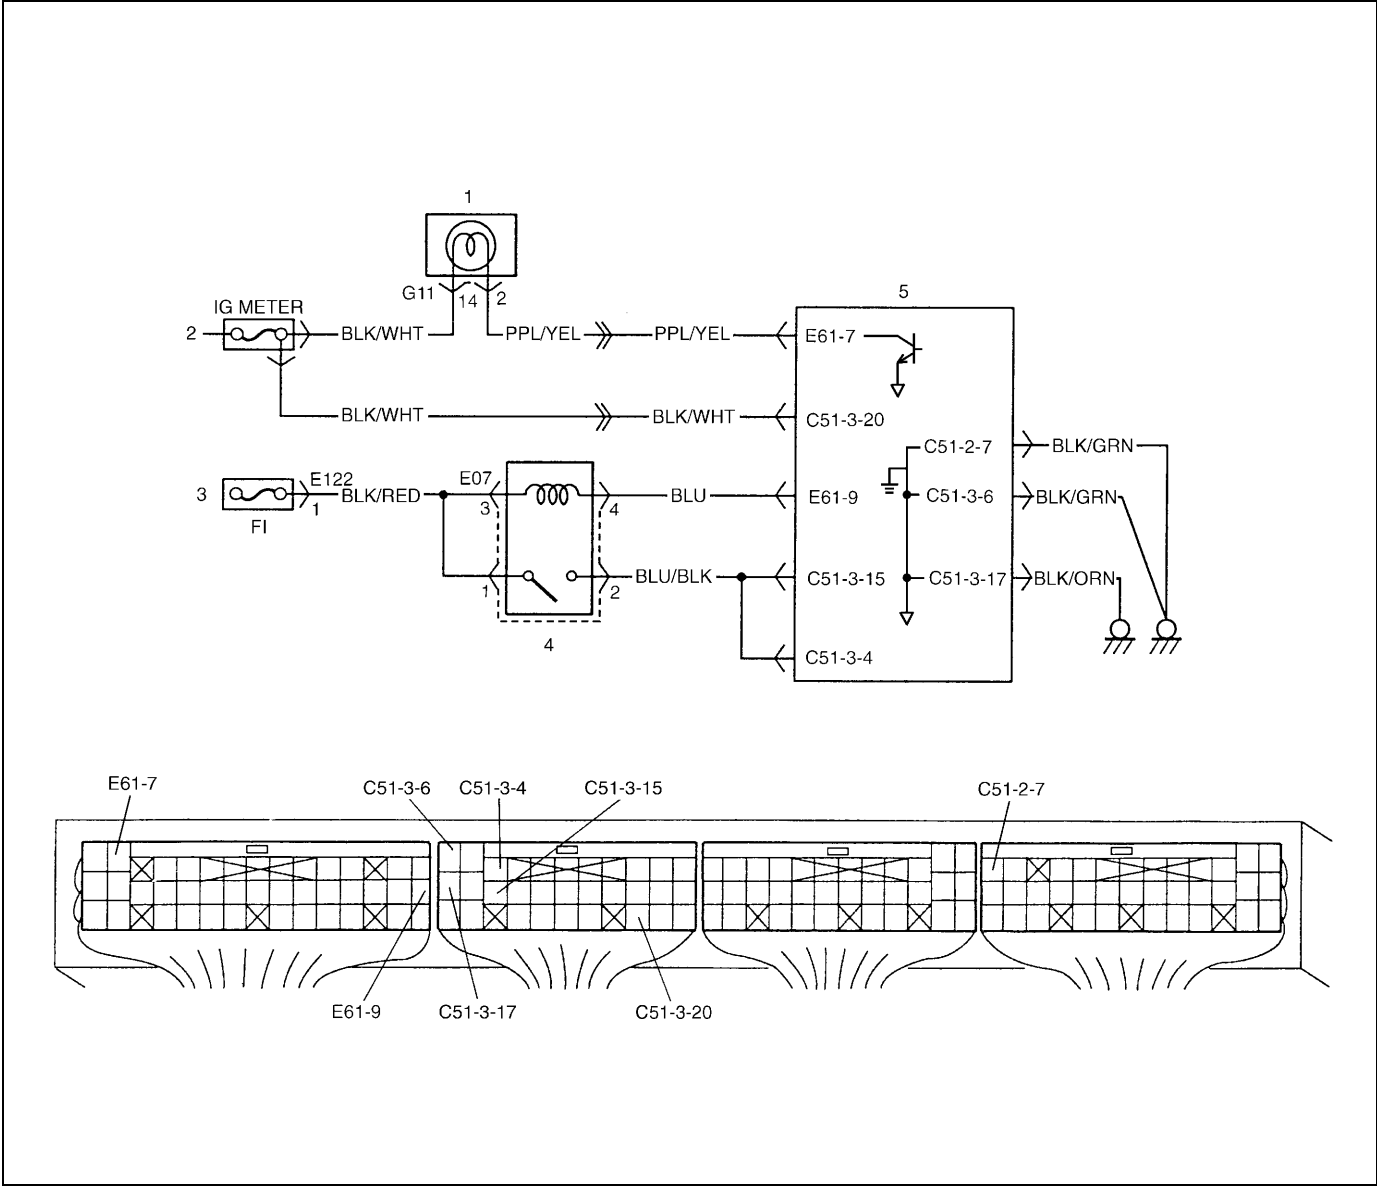 1
G11 14 2
IG METER
5
2 BLK/WHT PPL/YEL PPL/YEL E61-7
BLK/WHT BLK/WHT C51-3-20
C51-2-7 BLK/GRN
3 E122 BLK/RED E07 BLU E61-9 C51-3-6 BLK/GRN
1 3 4
FI
BLU/BLK C51-3-15 C51-3-17 BLK/ORN
1 2
4
C51-3-4
E61-7 C51-3-6 C51-3-4 C51-3-15 C51-2-7
E61-9 C51-3-17 C51-3-20